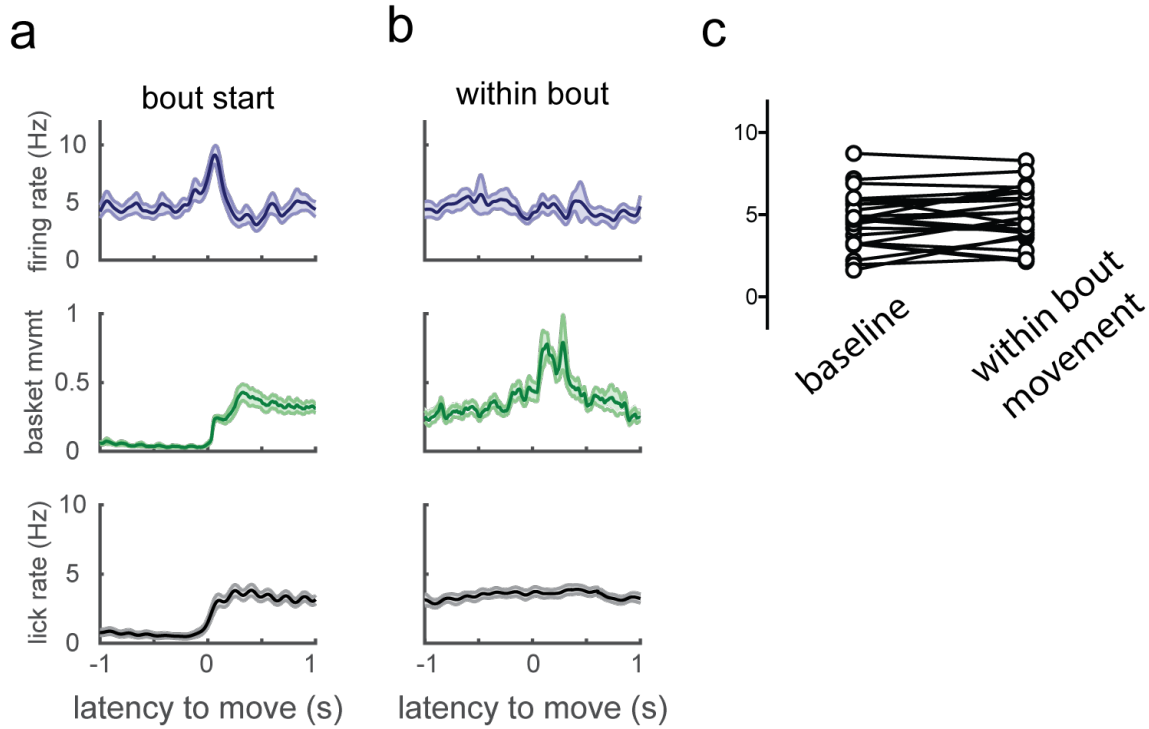 a
b
c
bout start
within bout
firing rate (Hz)
10
5
0
basket mvmt
1
0.5
0
lick rate (Hz)
10
5
0
-1
0
1
-1
0
1
latency to move (s)
latency to move (s)
10
5
0
baseline
within bout
movement